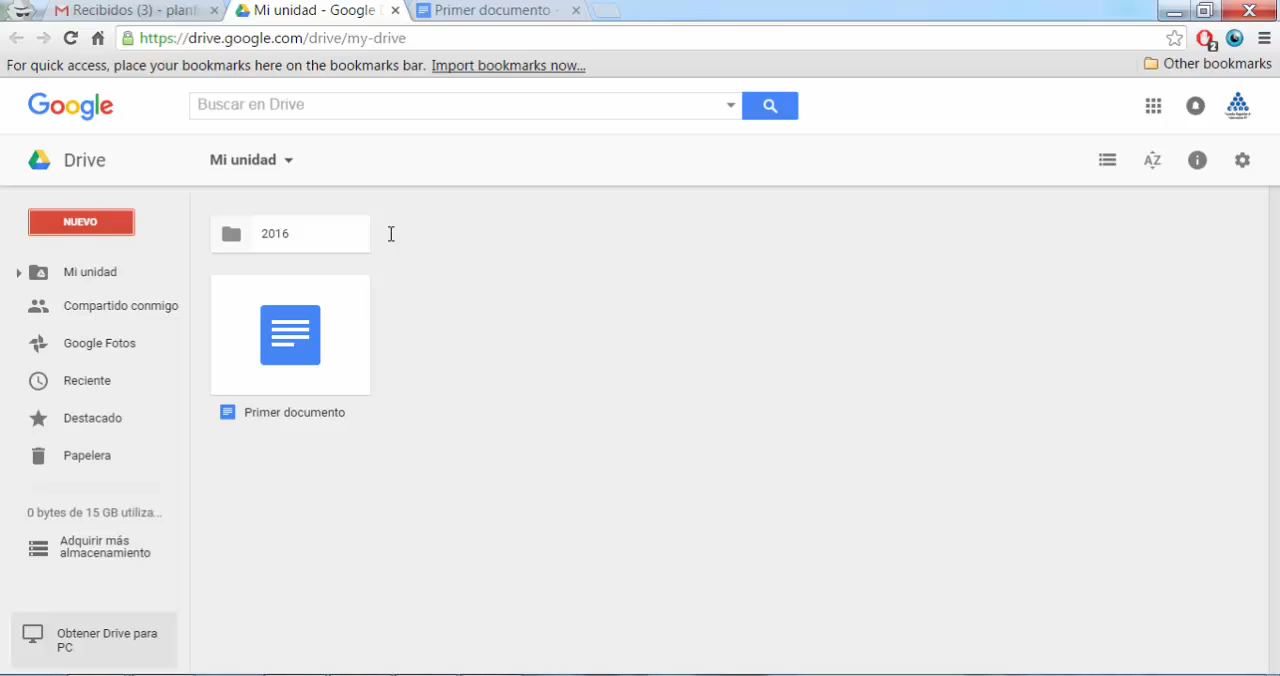 Recibidos (3) - plant
Mi unidad - Google
Primer documento -
https://drive.google.com/drive/my-drive
2
For quick access, place your bookmarks here on the bookmarks bar. Import bookmarks now...
Other bookmarks
Google
Buscar en Drive
Drive
Mi unidad
AZ
NUEVO
2016
Mi unidad
Compartido conmigo
Google Fotos
Reciente
Primer documento
Destacado
Papelera
0 bytes de 15 GB utiliza...
Adquirir más
almacenamiento
Obtener Drive para
PC